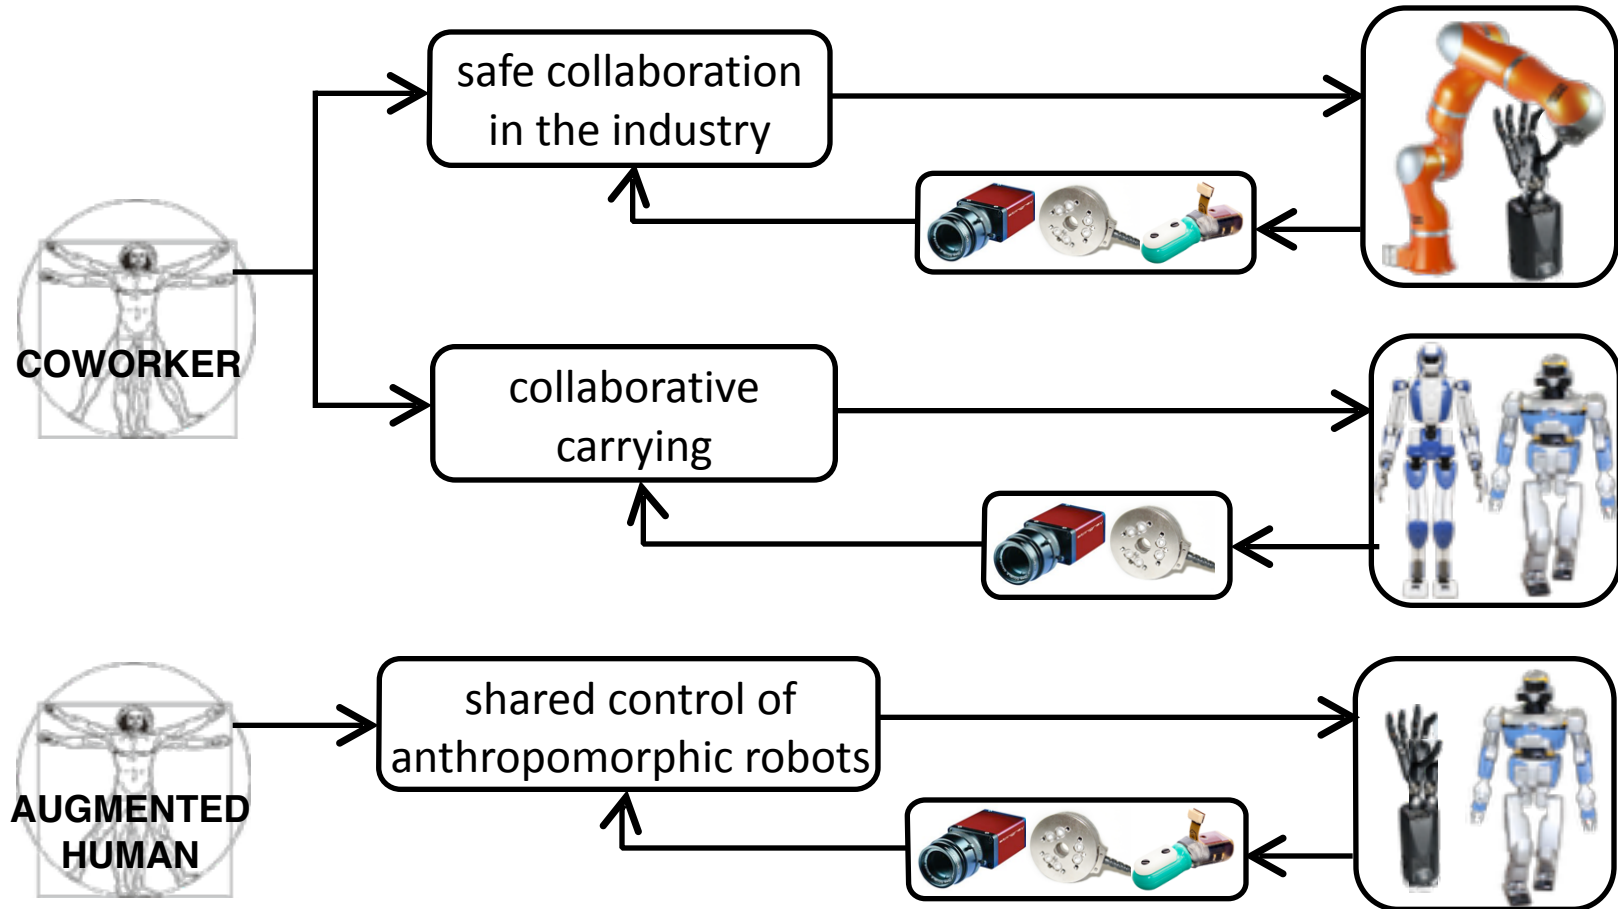 safe collaboration
in the industry
COWORKER
collaborative
carrying
shared control of
anthropomorphic robots
AUGMENTED
HUMAN